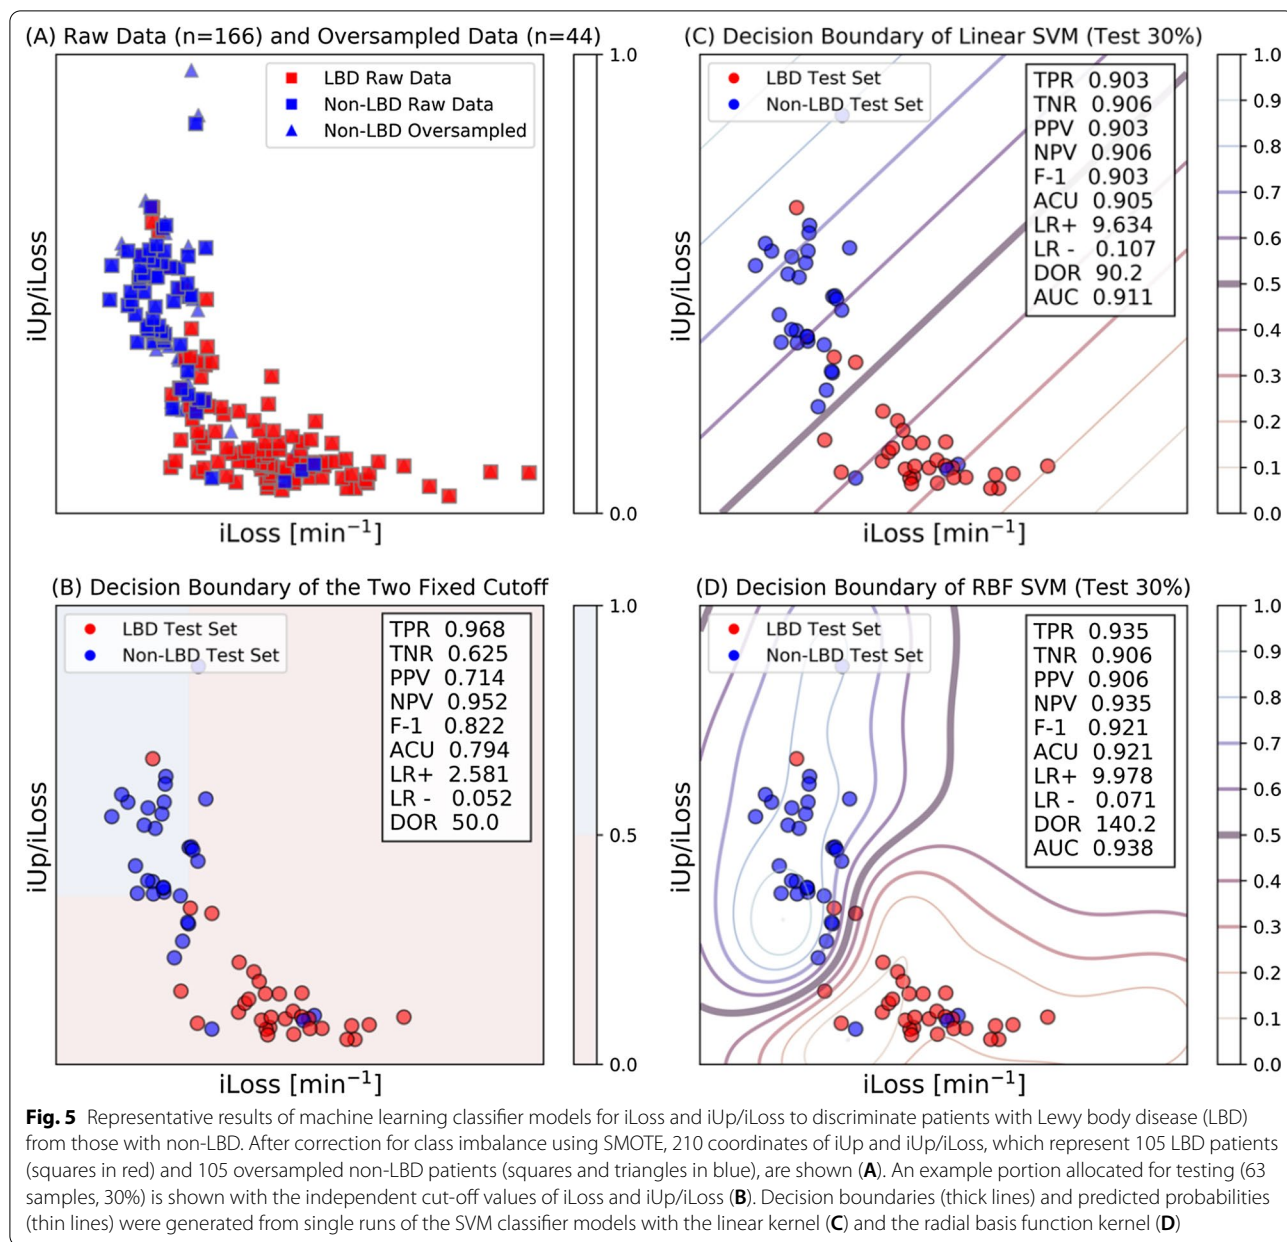 (A) Raw Data (n=166) and Oversampled Data (n=44)
LBD Raw Data
Non-LBD Raw Data
Non-LBD Oversampled
iUp/iLoss
iLoss [min⁻¹]
1.0
0.0
(C) Decision Boundary of Linear SVM (Test 30%)
LBD Test Set
Non-LBD Test Set
TPR 0.903
TNR 0.906
PPV 0.903
NPV 0.906
F-1 0.903
ACU 0.905
LR+ 9.634
LR - 0.107
DOR 90.2
AUC 0.911
iUp/iLoss
iLoss [min⁻¹]
1.0
0.9
0.8
0.7
0.6
0.5
0.4
0.3
0.2
0.1
0.0
(B) Decision Boundary of the Two Fixed Cutoff
LBD Test Set
Non-LBD Test Set
TPR 0.968
TNR 0.625
PPV 0.714
NPV 0.952
F-1 0.822
ACU 0.794
LR+ 2.581
LR - 0.052
DOR 50.0
iUp/iLoss
iLoss [min⁻¹]
1.0
0.5
0.0
(D) Decision Boundary of RBF SVM (Test 30%)
LBD Test Set
Non-LBD Test Set
TPR 0.935
TNR 0.906
PPV 0.906
NPV 0.935
F-1 0.921
ACU 0.921
LR+ 9.978
LR - 0.071
DOR 140.2
AUC 0.938
iUp/iLoss
iLoss [min⁻¹]
1.0
0.9
0.8
0.7
0.6
0.5
0.4
0.3
0.2
0.1
0.0
Fig. 5 Representative results of machine learning classifier models for iLoss and iUp/iLoss to discriminate patients with Lewy body disease (LBD)
from those with non-LBD. After correction for class imbalance using SMOTE, 210 coordinates of iUp and iUp/iLoss, which represent 105 LBD patients
(squares in red) and 105 oversampled non-LBD patients (squares and triangles in blue), are shown (A). An example portion allocated for testing (63
samples, 30%) is shown with the independent cut-off values of iLoss and iUp/iLoss (B). Decision boundaries (thick lines) and predicted probabilities
(thin lines) were generated from single runs of the SVM classifier models with the linear kernel (C) and the radial basis function kernel (D)